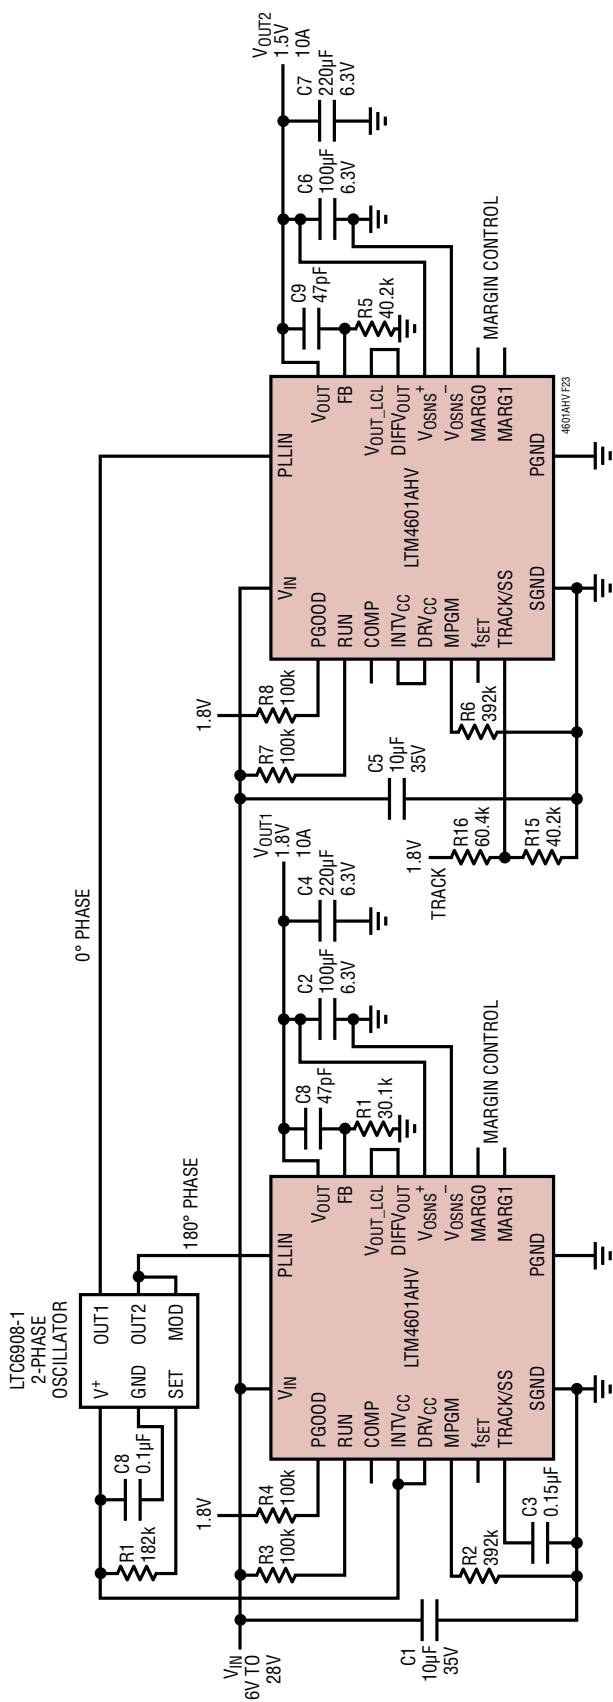 LTC6908-1
2-PHASE
OSCILLATOR
V+
OUT1
GND
OUT2
SET
MOD
0° PHASE
180° PHASE
C8
0.1µF
R1
182k
VIN
6V TO
28V
C1
10µF
35V
R3
100k
1.8V
R4
100k
R2
392k
C3
0.15µF
VIN
PLLIN
PGOOD
RUN
COMP
INTVCC
DRVCC
MPGM
fSET
TRACK/SS
LTM4601AHV
VOUT
FB
VOUT_LCL
DIFFVOUT
VOSNS+
VOSNS–
MARG0
MARG1
SGND
PGND
MARGIN CONTROL
C8
47pF
R1
30.1k
C2
100µF
6.3V
C4
220µF
6.3V
VOUT1
1.8V
10A
R7
100k
1.8V
R8
100k
C5
10µF
35V
1.8V
TRACK
R16
60.4k
R15
40.2k
R6
392k
VIN
PLLIN
PGOOD
RUN
COMP
INTVCC
DRVCC
MPGM
fSET
TRACK/SS
LTM4601AHV
VOUT
FB
VOUT_LCL
DIFFVOUT
VOSNS+
VOSNS–
MARG0
MARG1
SGND
PGND
MARGIN CONTROL
C9
47pF
R5
40.2k
C6
100µF
6.3V
C7
220µF
6.3V
VOUT2
1.5V
10A
4601AHV F23